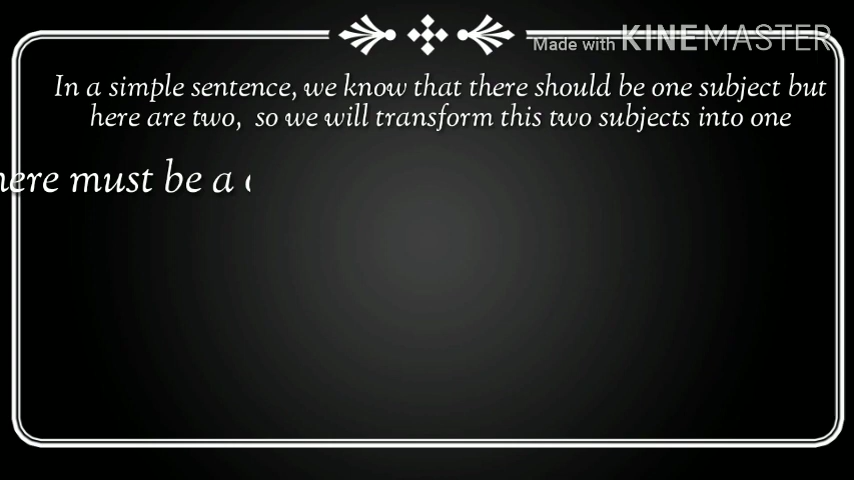 Made with KINEMASTER
In a simple sentence, we know that there should be one subject but
here are two, so we will transform this two subjects into one
must be a